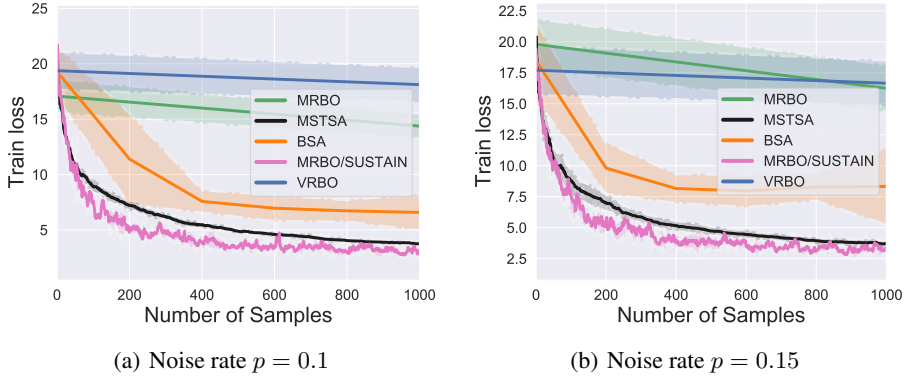 25
20
15
10
5
Train loss
MRBO
MSTSA
BSA
MRBO/SUSTAIN
VRBO
0 200 400 600 800 1000
Number of Samples
(a) Noise rate p = 0.1
22.5
20.0
17.5
15.0
12.5
10.0
7.5
5.0
2.5
Train loss
MRBO
MSTSA
BSA
MRBO/SUSTAIN
VRBO
0 200 400 600 800 1000
Number of Samples
(b) Noise rate p = 0.15